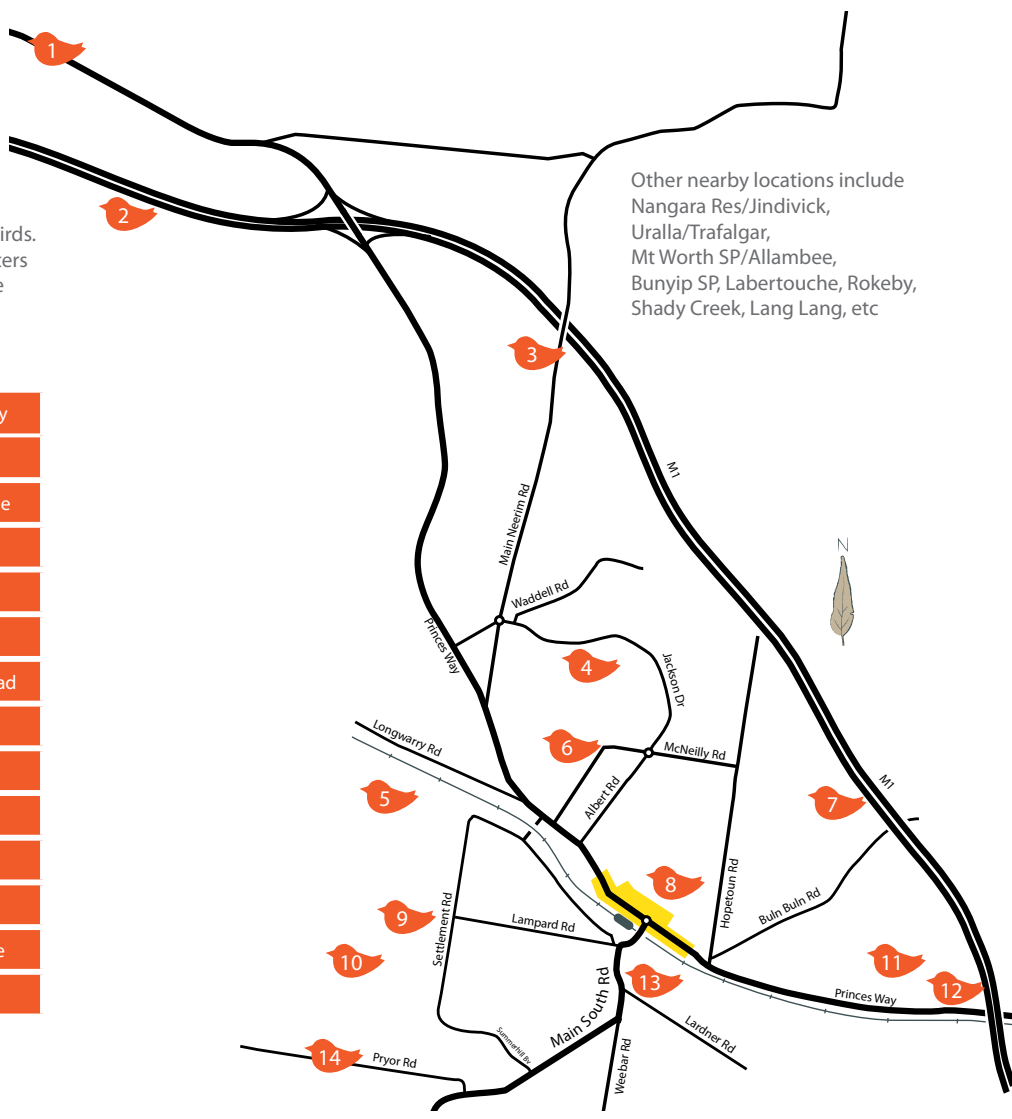 1
2
irds.
ters
e
Other nearby locations include
Nangara Res/Jindivick,
Uralla/Trafalgar,
Mt Worth SP/Allambee,
Bunyip SP, Labertouche, Rokeby,
Shady Creek, Lang Lang, etc
3
y
e
ad
e
M1
Main Neerim Rd
N
Waddell Rd
Princes Way
4
Jackson Dr
Longwarry Rd
6
McNeilly Rd
5
Albert Rd
M1
7
8
Hopetoun Rd
Buln Buln Rd
9
Settlement Rd
Lampard Rd
10
11
12
13
Princes Way
Main South Rd
Lardner Rd
Summerhill Bv
Weebar Rd
14
Pryor Rd